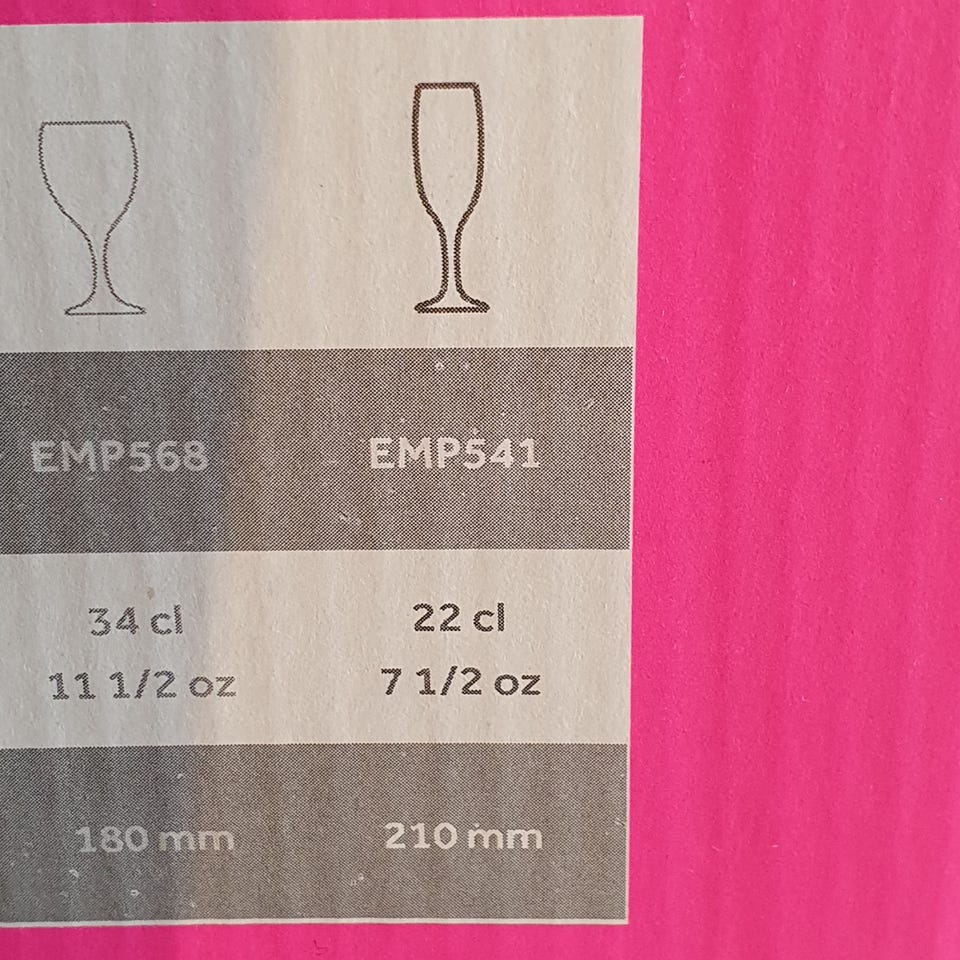 EMP568 EMP541
34 cl 22 cl
11 1/2 oz 7 1/2 oz
180 mm 210 mm